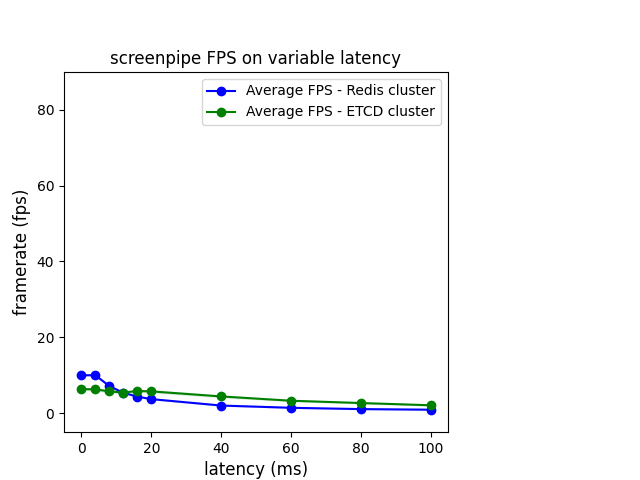 screenpipe FPS on variable latency
Average FPS - Redis cluster
Average FPS - ETCD cluster
framerate (fps)
80
60
40
20
0
0 20 40 60 80 100
latency (ms)